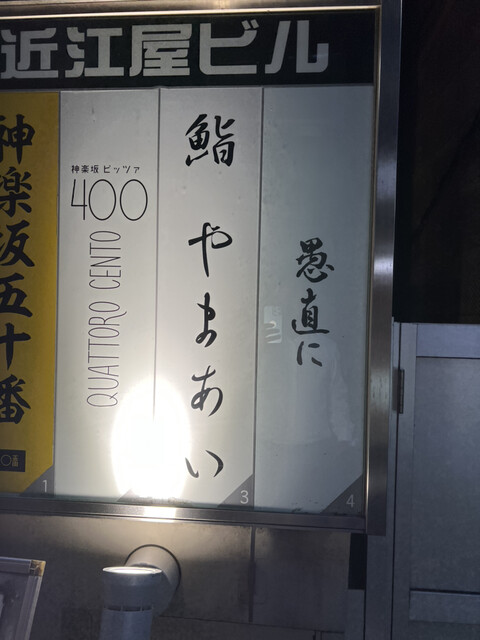 近江屋ビル
神楽坂五十番
1
神楽坂 ピッツァ
400
QUATTORO CENTO
鮨 やまあい
3
愚直に
4